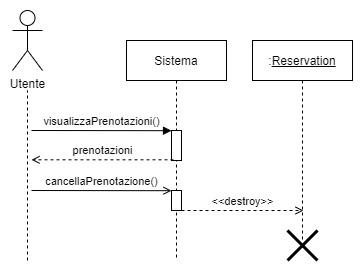 Sistema
:Reservation
Utente
visualizzaPrenotazioni()
prenotazioni
cancellaPrenotazione()
<<destroy>>